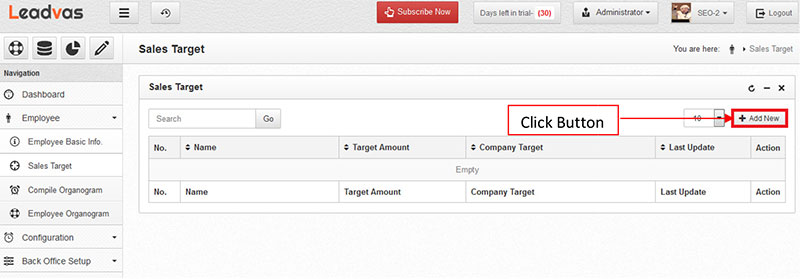 Leadvas
Subscribe Now
Days left in trial- (30)
Administrator
SEO-2
Logout
Sales Target
You are here: Sales Target
Navigation
Dashboard
Employee
Employee Basic Info.
Sales Target
Compile Organogram
Employee Organogram
Configuration
Back Office Setup
Sales Target
Search
Go
Click Button
10
Add New
No. Name Target Amount Company Target Last Update Action
Empty
No. Name Target Amount Company Target Last Update Action